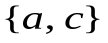 {a, c}